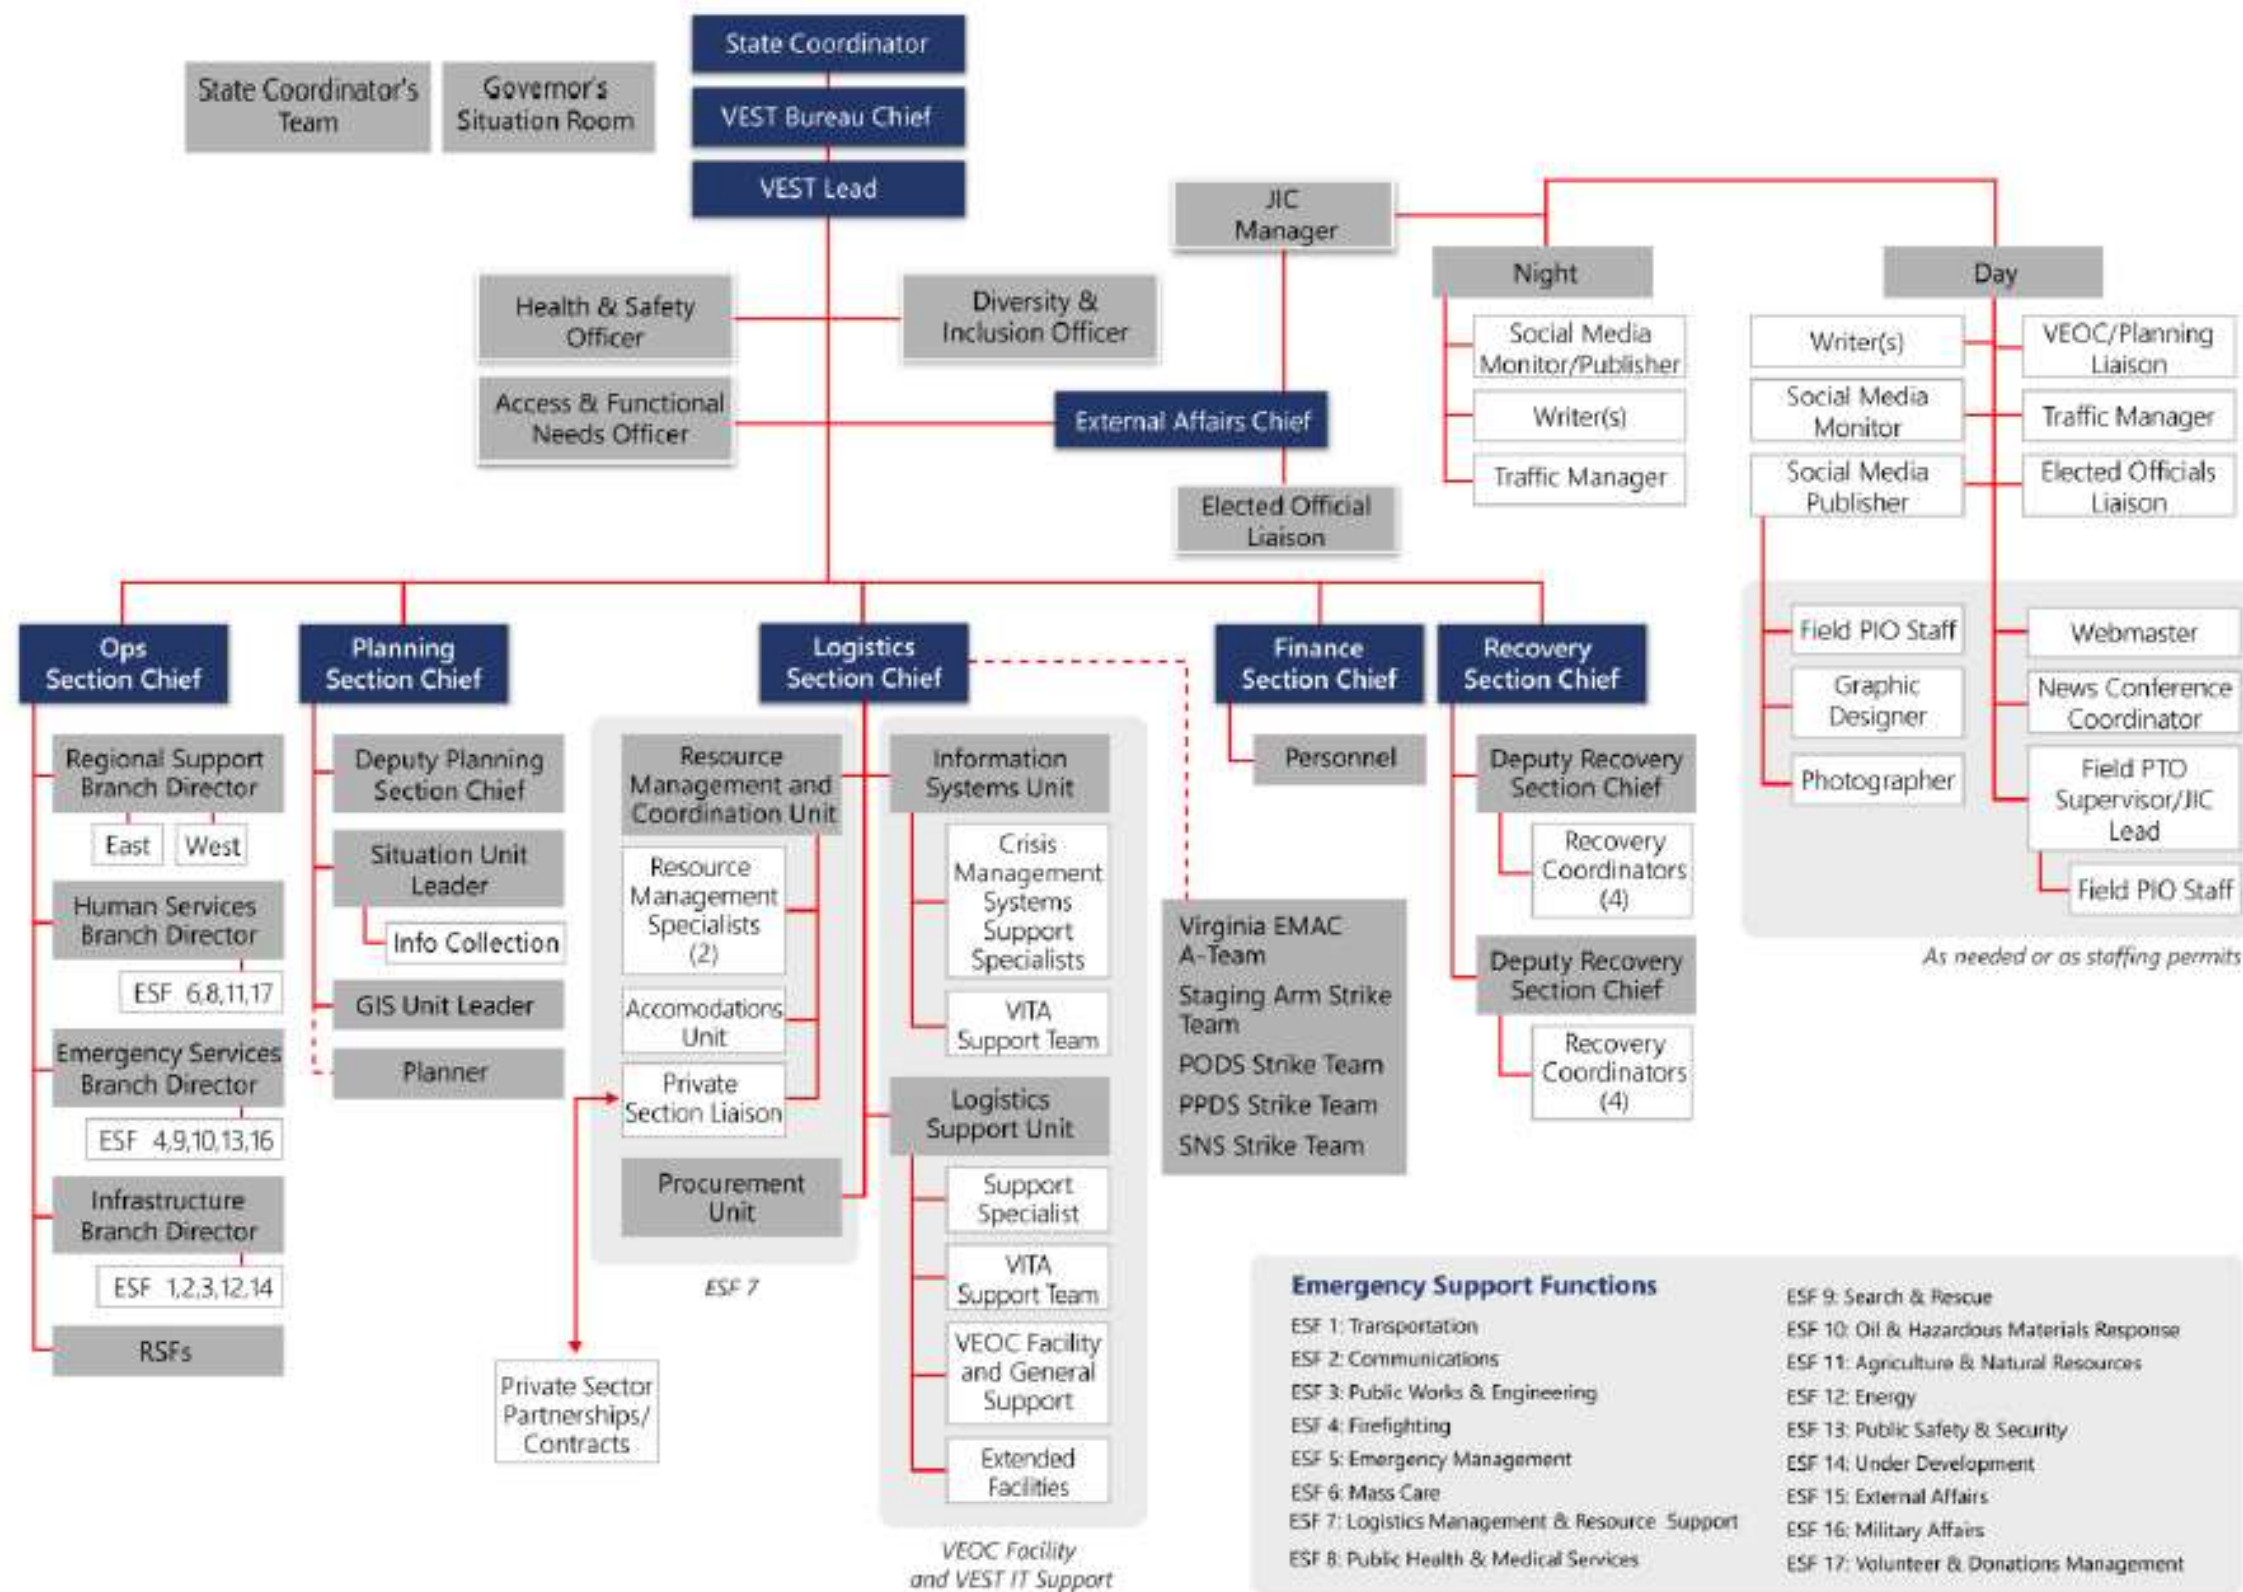 State Coordinator
State Coordinator's
Team
Governor's
Situation Room
VEST Bureau Chief
VEST Lead
JIC
Manager
Night
Day
Health & Safety
Officer
Diversity &
Inclusion Officer
Access & Functional
Needs Officer
External Affairs Chief
Elected Official
Liaison
Social Media
Monitor/Publisher
Writer(s)
Traffic Manager
Writer(s)
Social Media
Monitor
Social Media
Publisher
VEOC/Planning
Liaison
Traffic Manager
Elected Officials
Liaison
Field PIO Staff
Graphic
Designer
Photographer
Webmaster
News Conference
Coordinator
Field PTO
Supervisor/JIC
Lead
Field PIO Staff
As needed or as staffing permits
Ops
Section Chief
Regional Support
Branch Director
East
West
Human Services
Branch Director
ESF 6,8,11,17
Emergency Services
Branch Director
ESF 4,9,10,13,16
Infrastructure
Branch Director
ESF 1,2,3,12,14
RSFs
Planning
Section Chief
Deputy Planning
Section Chief
Situation Unit
Leader
Info Collection
GIS Unit Leader
Planner
Logistics
Section Chief
Resource
Management and
Coordination Unit
Resource
Management
Specialists
(2)
Accomodations
Unit
Private
Section Liaison
Procurement
Unit
ESF 7
Private Sector
Partnerships/
Contracts
Information
Systems Unit
Crisis
Management
Systems
Support
Specialists
VITA
Support Team
Logistics
Support Unit
Support
Specialist
VITA
Support Team
VEOC Facility
and General
Support
Extended
Facilities
VEOC Facility
and VEST IT Support
Virginia EMAC
A-Team
Staging Arm Strike
Team
PODS Strike Team
PPDS Strike Team
SNS Strike Team
Finance
Section Chief
Personnel
Recovery
Section Chief
Deputy Recovery
Section Chief
Recovery
Coordinators
(4)
Deputy Recovery
Section Chief
Recovery
Coordinators
(4)
Emergency Support Functions
ESF 1: Transportation
ESF 2: Communications
ESF 3: Public Works & Engineering
ESF 4: Firefighting
ESF 5: Emergency Management
ESF 6: Mass Care
ESF 7: Logistics Management & Resource Support
ESF 8: Public Health & Medical Services
ESF 9: Search & Rescue
ESF 10: Oil & Hazardous Materials Response
ESF 11: Agriculture & Natural Resources
ESF 12: Energy
ESF 13: Public Safety & Security
ESF 14: Under Development
ESF 15: External Affairs
ESF 16: Military Affairs
ESF 17: Volunteer & Donations Management